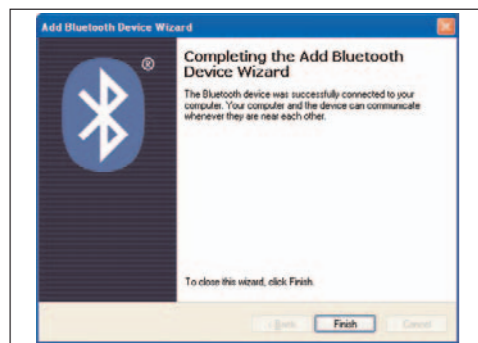 Add Bluetooth Device Wizard
®
Completing the Add Bluetooth
Device Wizard
The Bluetooth device was successfully connected to your
computer. Your computer and the device can communicate
whenever they are near each other.
To close this wizard, click Finish.
< Back Finish Cancel